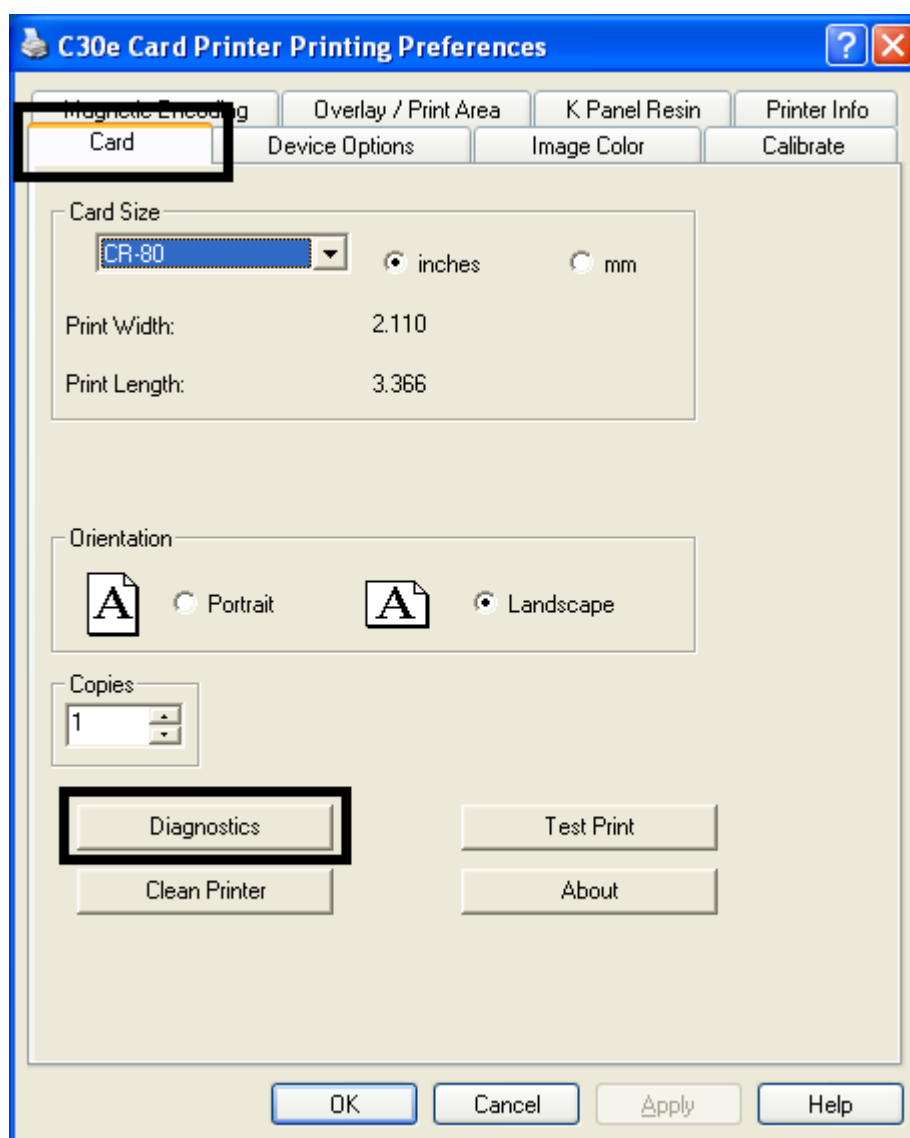 C30e Card Printer Printing Preferences
Magnetic Encoding Overlay / Print Area K Panel Resin Printer Info
Card Device Options Image Color Calibrate
Card Size
CR-80 inches mm
Print Width: 2.110
Print Length: 3.366
Orientation
A Portrait A Landscape
Copies
1
Diagnostics Test Print
Clean Printer About
OK Cancel Apply Help